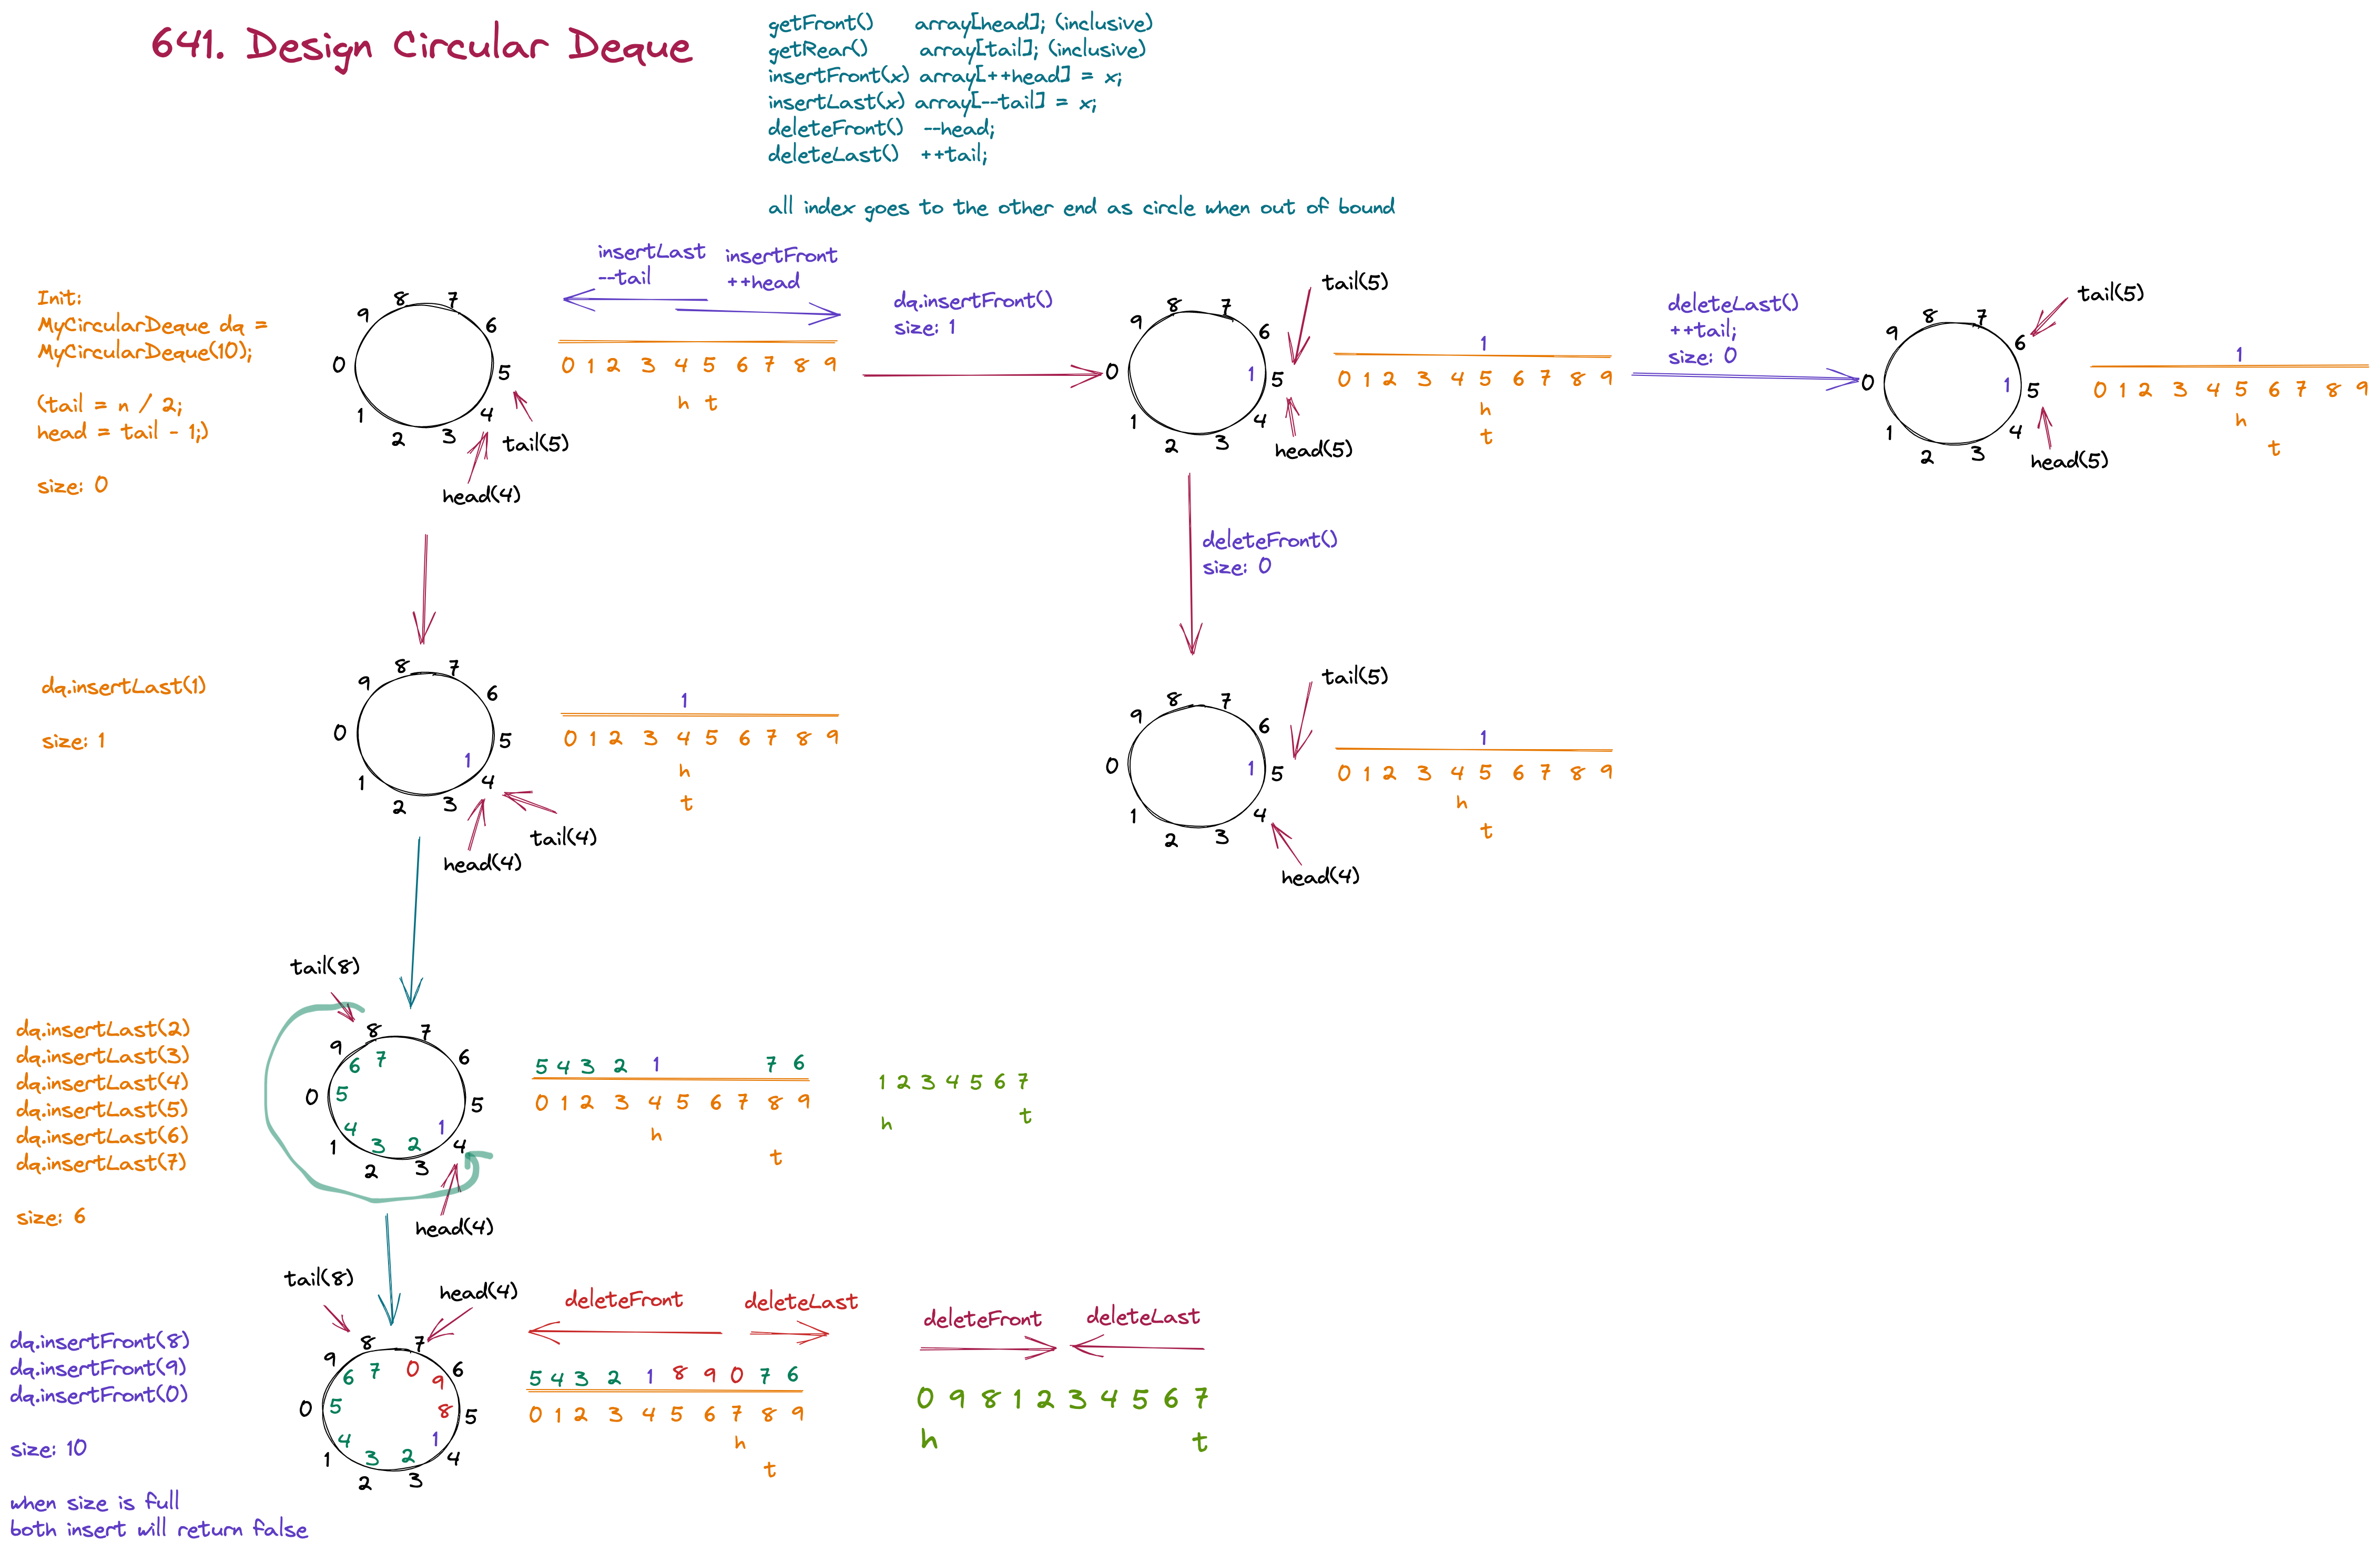 641. Design Circular Deque
getFront() array[head]; (inclusive)
getRear() array[tail]; (inclusive)
insertFront(x) array[++head] = x;
insertLast(x) array[--tail] = x;
deleteFront() --head;
deleteLast() ++tail;
all index goes to the other end as circle when out of bound
Init:
MyCircularDeque dq =
MyCircularDeque(10);
(tail = n / 2;
head = tail - 1;)
size: 0
8 7
9 6
0 5
1 4
2 3
tail(5)
head(4)
insertLast
--tail
insertFront
++head
0 1 2 3 4 5 6 7 8 9
h t
dq.insertFront()
size: 1
tail(5)
8 7
9 6
0 1 5
1 4
2 3
head(5)
1
0 1 2 3 4 5 6 7 8 9
h
t
deleteLast()
++tail;
size: 0
tail(5)
8 7
9 6
0 1 5
1 4
2 3
head(5)
1
0 1 2 3 4 5 6 7 8 9
h
t
deleteFront()
size: 0
dq.insertLast(1)
size: 1
8 7
9 6
0 5
1
1 4
2 3
tail(4)
head(4)
1
0 1 2 3 4 5 6 7 8 9
h
t
tail(5)
8 7
9 6
0 1 5
1 4
2 3
head(4)
1
0 1 2 3 4 5 6 7 8 9
h
t
tail(8)
dq.insertLast(2)
dq.insertLast(3)
dq.insertLast(4)
dq.insertLast(5)
dq.insertLast(6)
dq.insertLast(7)
size: 6
8 7
9 6
6 7
0 5 5
4 1
1 3 2 4
2 3
head(4)
5 4 3 2 1 7 6
0 1 2 3 4 5 6 7 8 9
h
t
1 2 3 4 5 6 7
h t
tail(8)
head(4)
dq.insertFront(8)
dq.insertFront(9)
dq.insertFront(0)
size: 10
when size is full
both insert will return false
8 7
9 7 0 6
6 9
0 5 8 5
4 1
1 3 2 4
2 3
deleteFront deleteLast
5 4 3 2 1 8 9 0 7 6
0 1 2 3 4 5 6 7 8 9
h
t
deleteFront deleteLast
0 9 8 1 2 3 4 5 6 7
h t